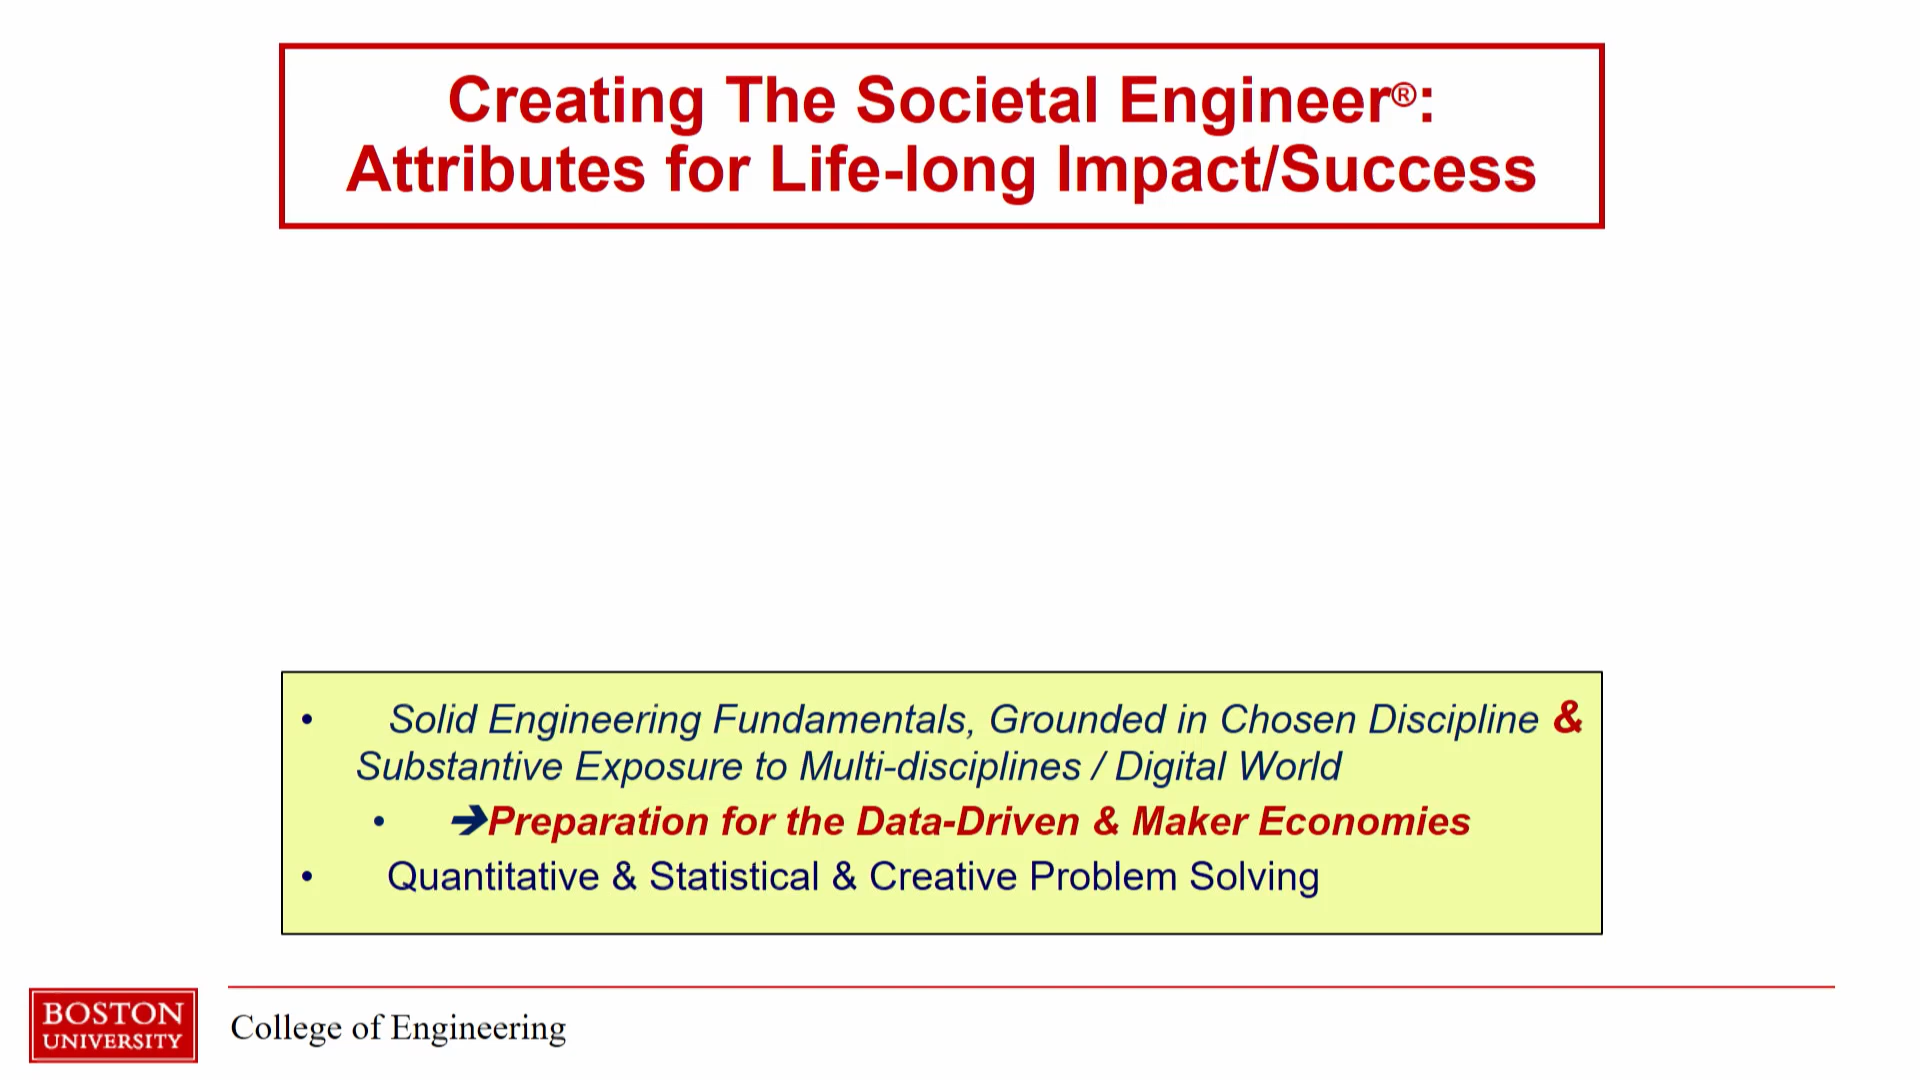 Creating The Societal Engineer®:
Attributes for Life-long Impact/Success
• Solid Engineering Fundamentals, Grounded in Chosen Discipline &
Substantive Exposure to Multi-disciplines / Digital World
• ➔Preparation for the Data-Driven & Maker Economies
• Quantitative & Statistical & Creative Problem Solving
BOSTON
UNIVERSITY
College of Engineering